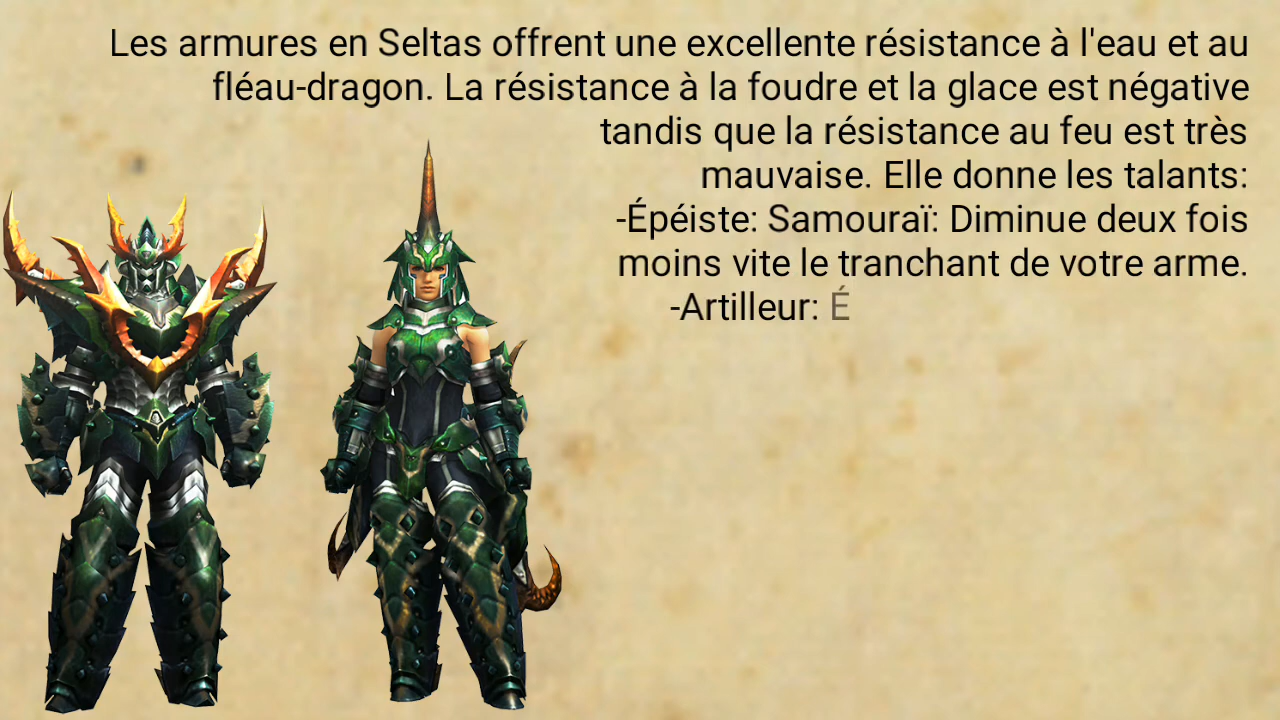 Les armures en Seltas offrent une excellente résistance à l'eau et au
fléau-dragon. La résistance à la foudre et la glace est négative
tandis que la résistance au feu est très
mauvaise. Elle donne les talants:
-Épéiste: Samouraï: Diminue deux fois
moins vite le tranchant de votre arme.
-Artilleur: É